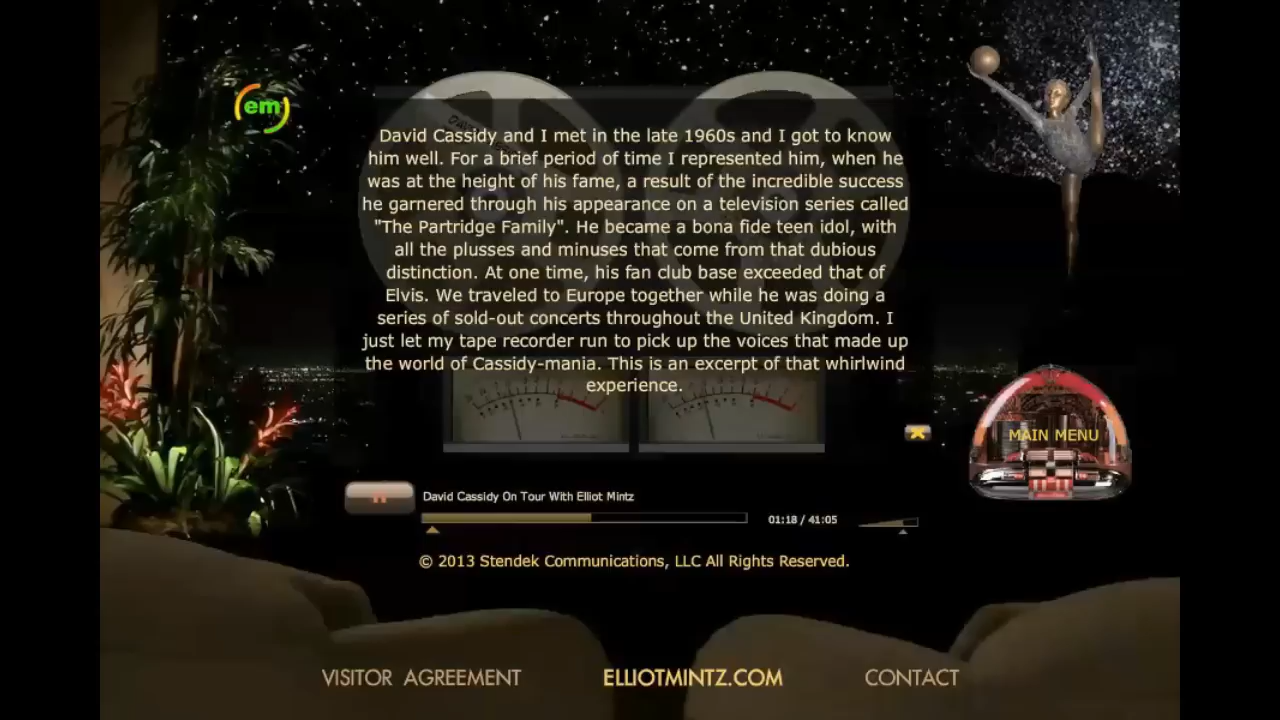 em
David Cassidy and I met in the late 1960s and I got to know
him well. For a brief period of time I represented him, when he
was at the height of his fame, a result of the incredible success
he garnered through his appearance on a television series called
"The Partridge Family". He became a bona fide teen idol, with
all the plusses and minuses that come from that dubious
distinction. At one time, his fan club base exceeded that of
Elvis. We traveled to Europe together while he was doing a
series of sold-out concerts throughout the United Kingdom. I
just let my tape recorder run to pick up the voices that made up
the world of Cassidy-mania. This is an excerpt of that whirlwind
experience.
MAIN MENU
David Cassidy On Tour With Elliot Mintz
01:18 / 41:05
© 2013 Stendek Communications, LLC All Rights Reserved.
VISITOR AGREEMENT
ELLIOTMINTZ.COM
CONTACT